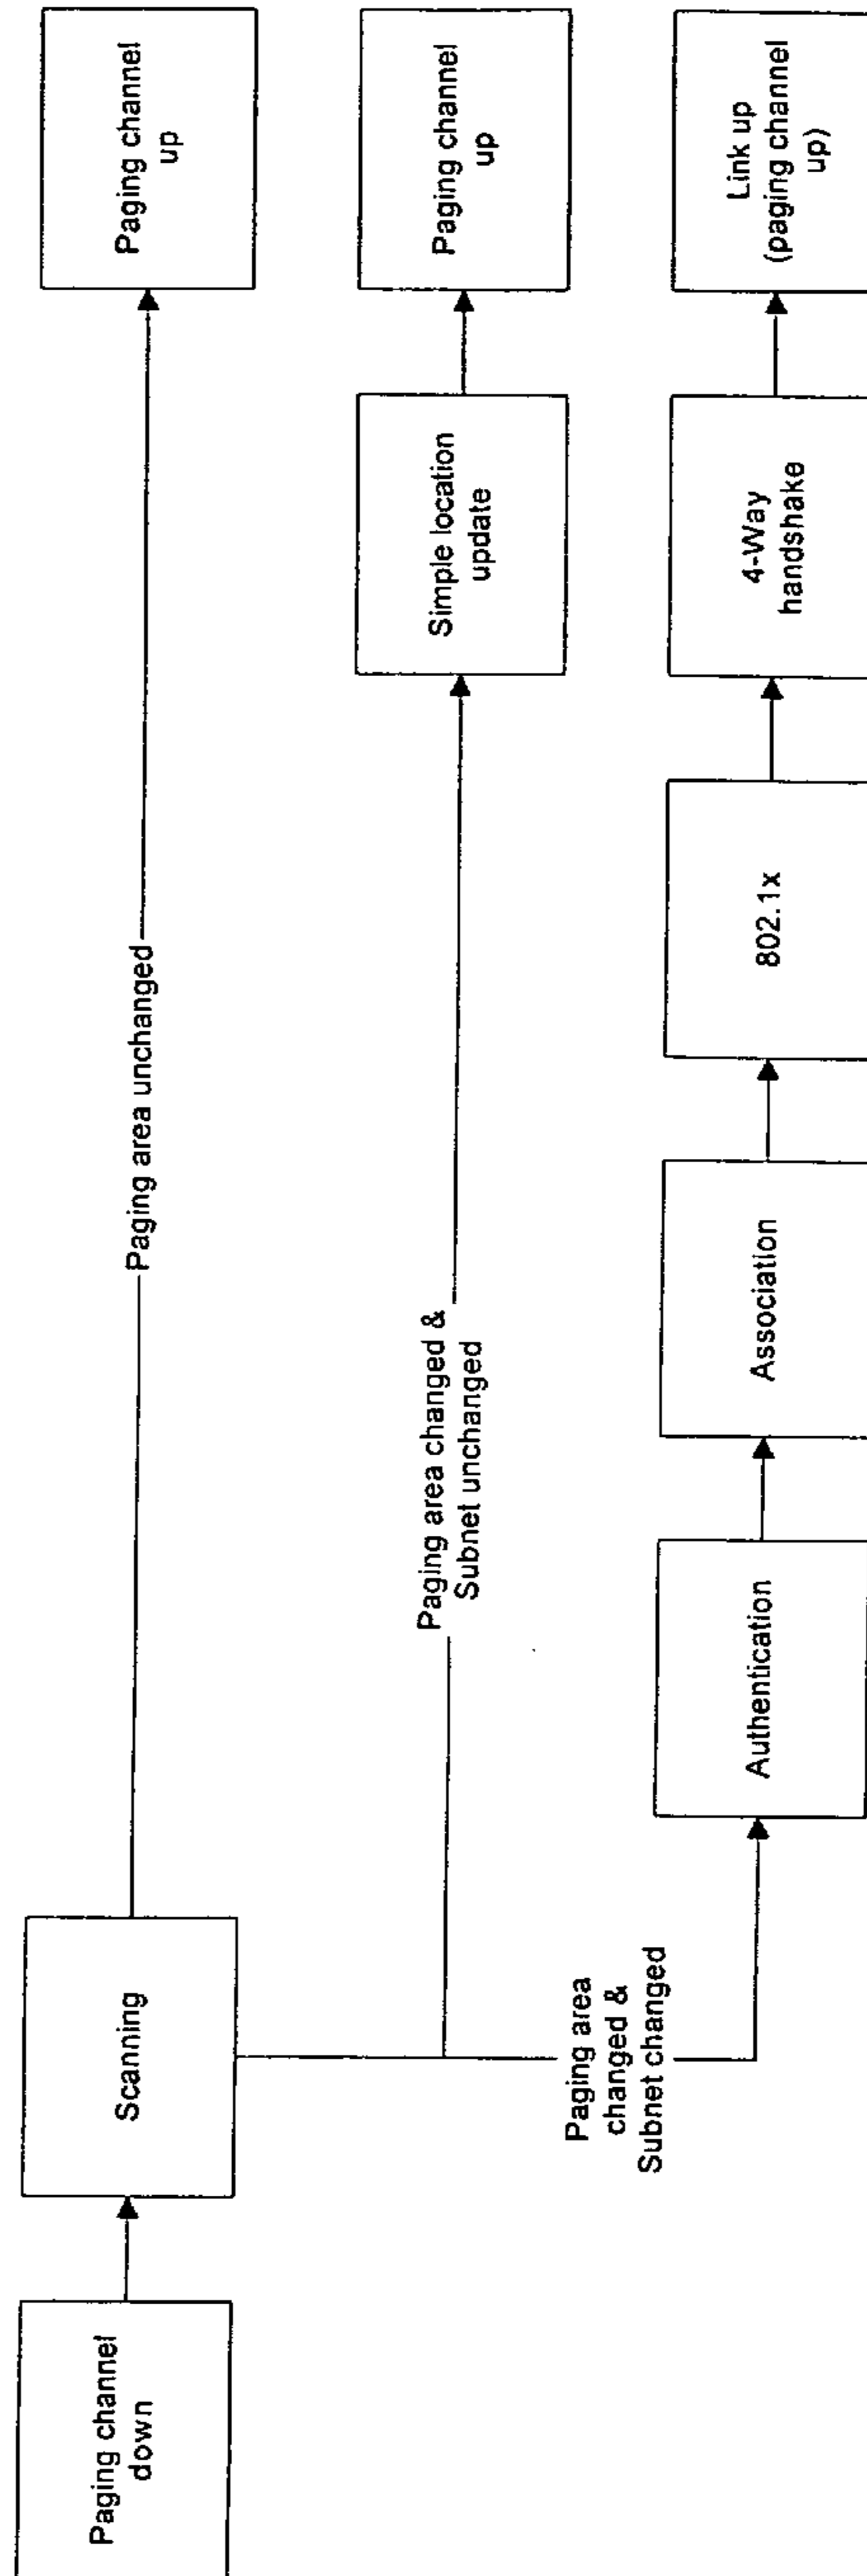 Paging channel
down
Scanning
Paging area unchanged
Paging channel
up
Paging area changed &
Subnet unchanged
Simple location
update
Paging channel
up
Paging area
changed &
Subnet changed
Authentication
Association
802.1x
4-Way
handshake
Link up
(paging channel
up)